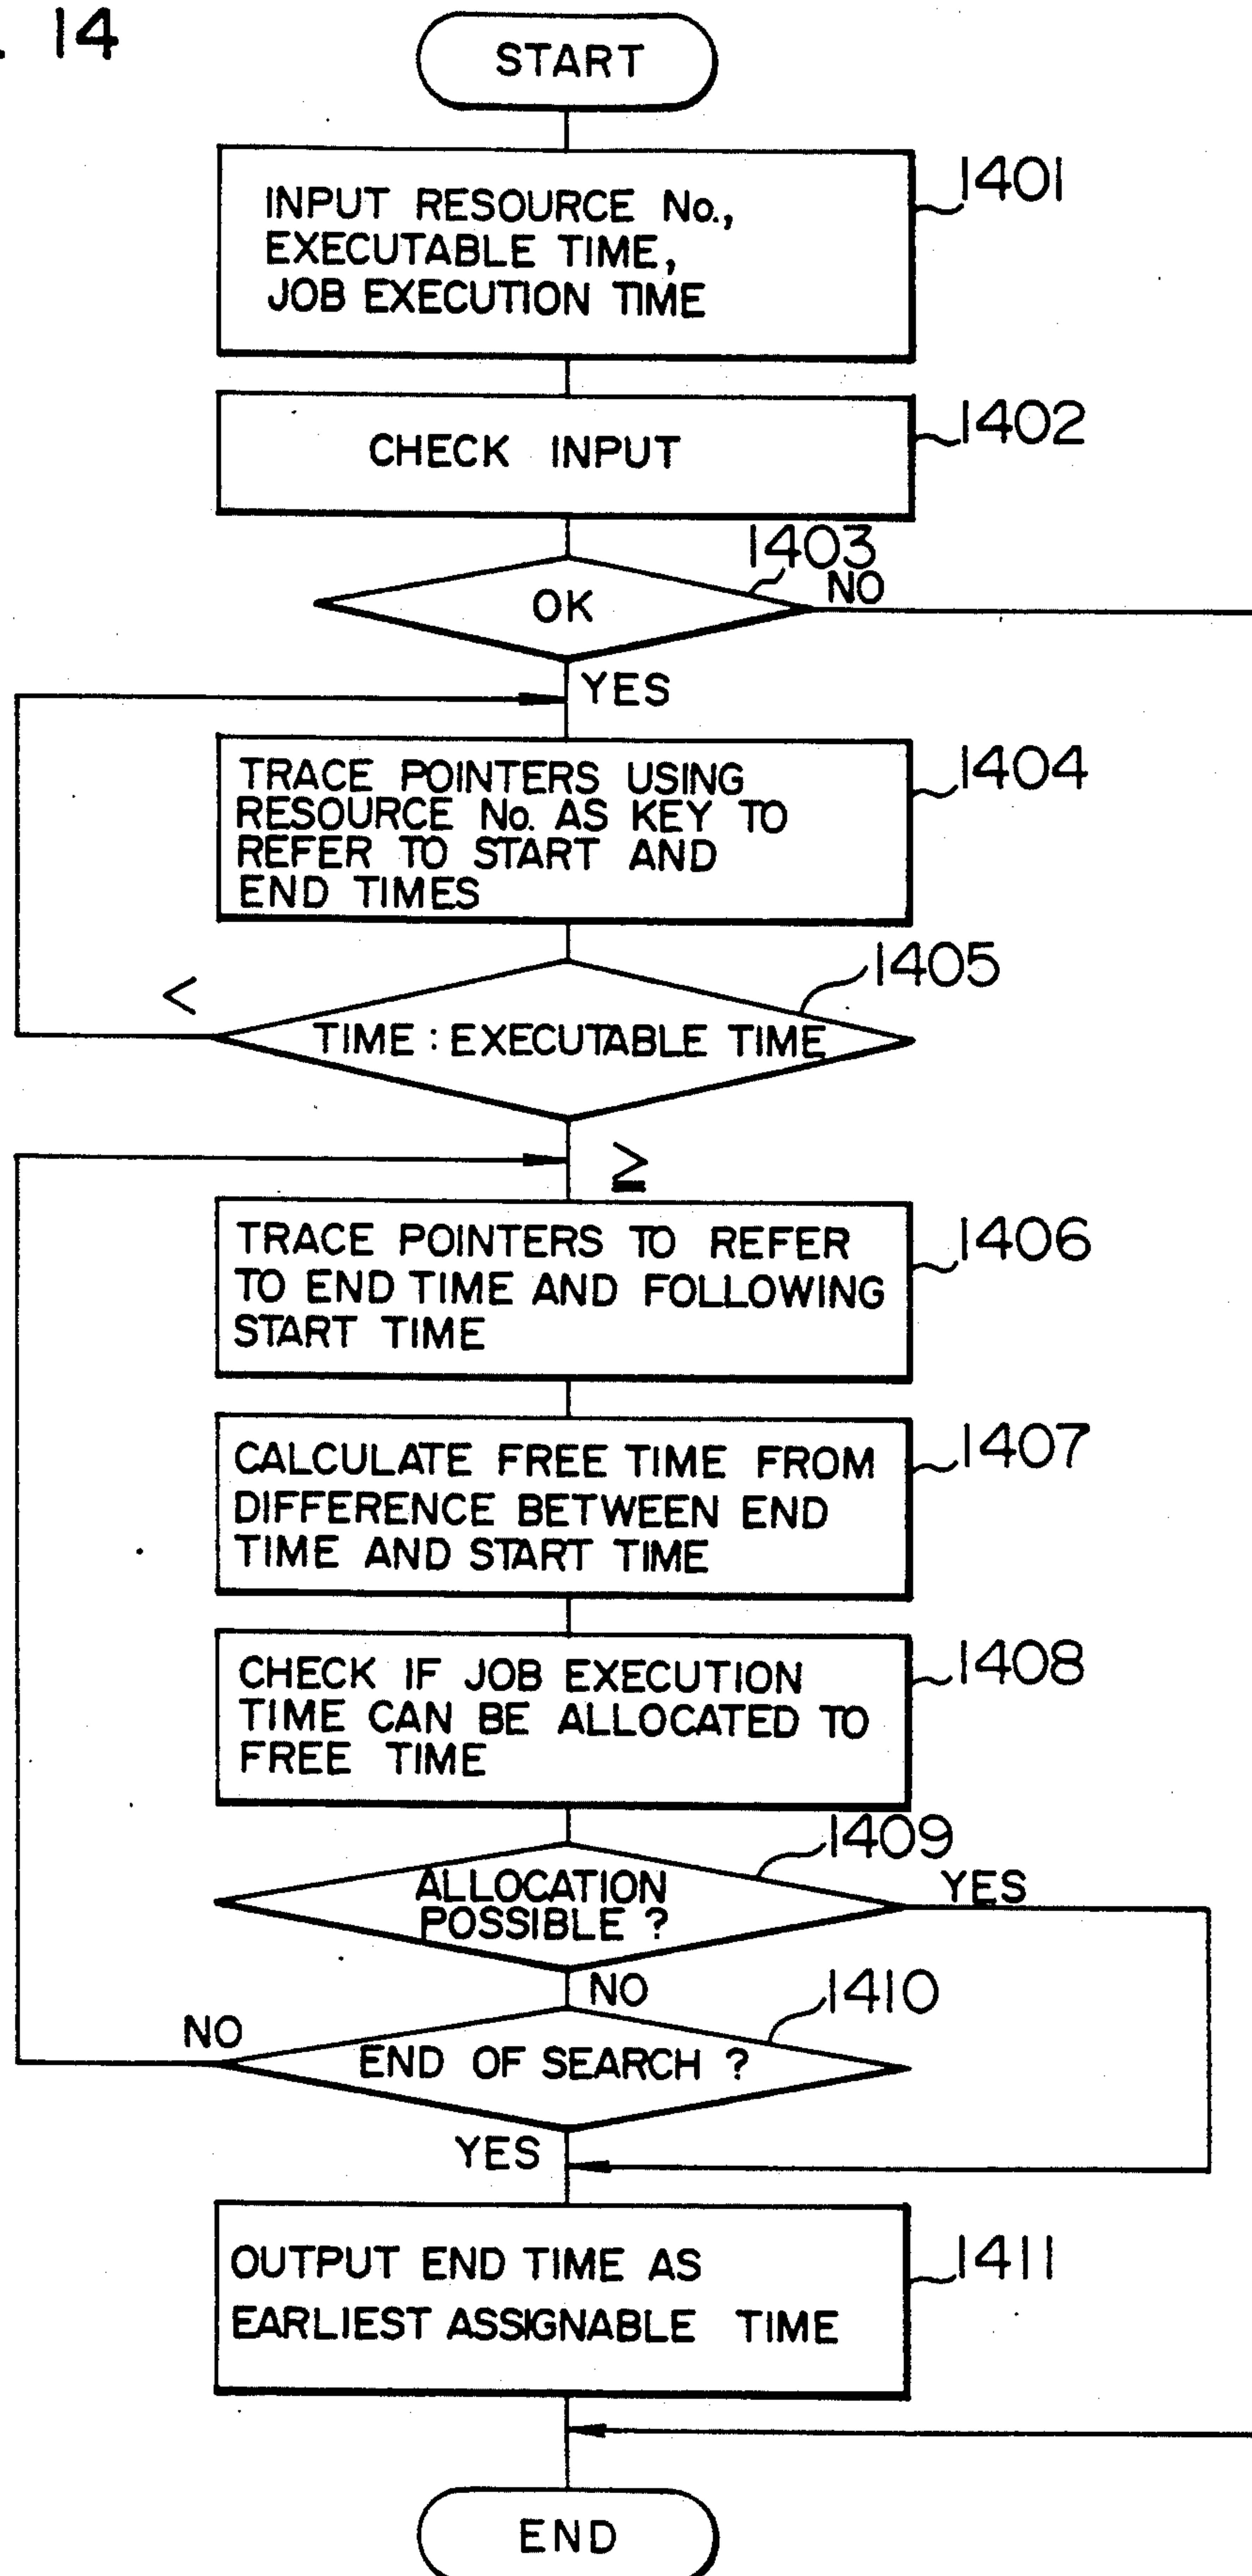 . 14
START
INPUT RESOURCE No.,
EXECUTABLE TIME,
JOB EXECUTION TIME
1401
CHECK INPUT
1402
OK
1403
NO
YES
TRACE POINTERS USING
RESOURCE No. AS KEY TO
REFER TO START AND
END TIMES
1404
<
TIME : EXECUTABLE TIME
1405
≧
TRACE POINTERS TO REFER
TO END TIME AND FOLLOWING
START TIME
1406
CALCULATE FREE TIME FROM
DIFFERENCE BETWEEN END
TIME AND START TIME
1407
CHECK IF JOB EXECUTION
TIME CAN BE ALLOCATED TO
FREE TIME
1408
ALLOCATION
POSSIBLE ?
1409
YES
NO
1410
NO
END OF SEARCH ?
YES
OUTPUT END TIME AS
EARLIEST ASSIGNABLE TIME
1411
END